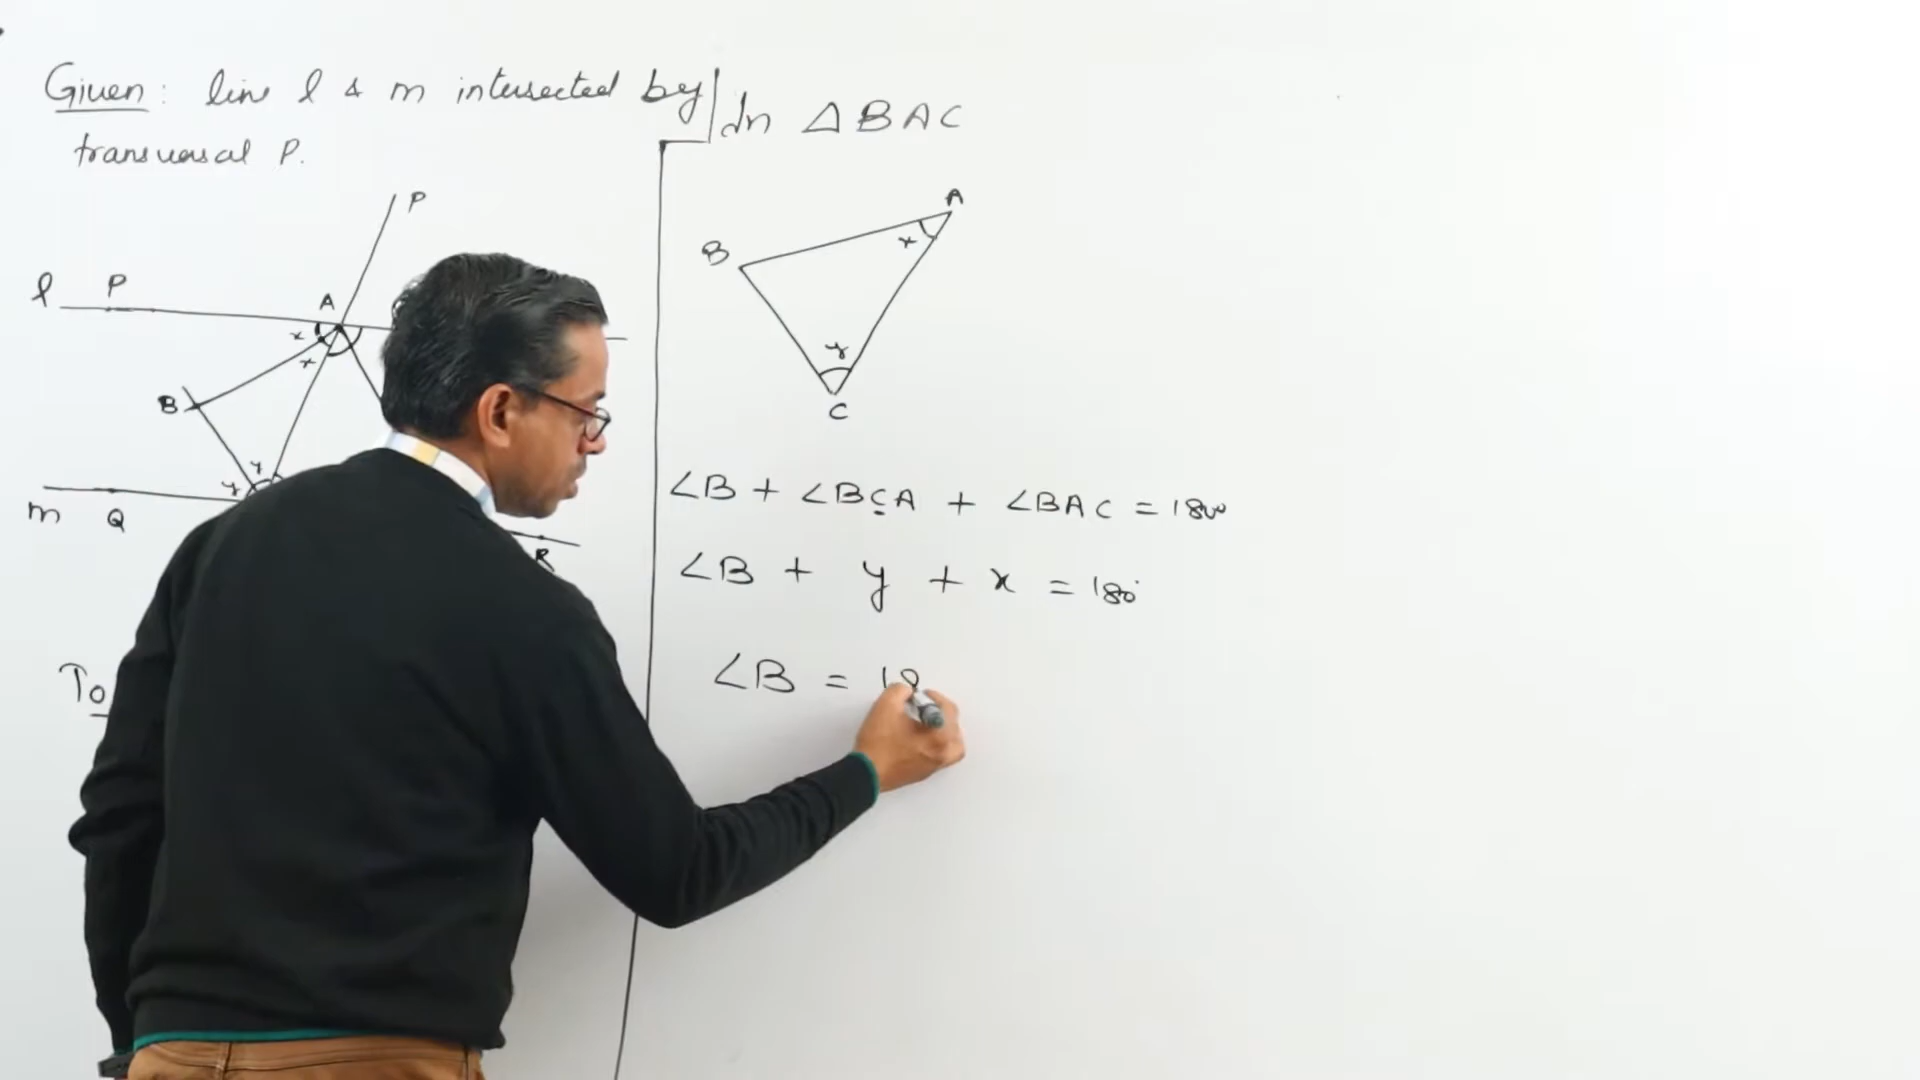 Given: line l & m intersected by
transversal P.
P
l P A
x
x
B
y
y
m Q R
To
In △BAC
A
B x
y
C
∠B + ∠BCA + ∠BAC = 180°
∠B + y + x = 180°
∠B = 18